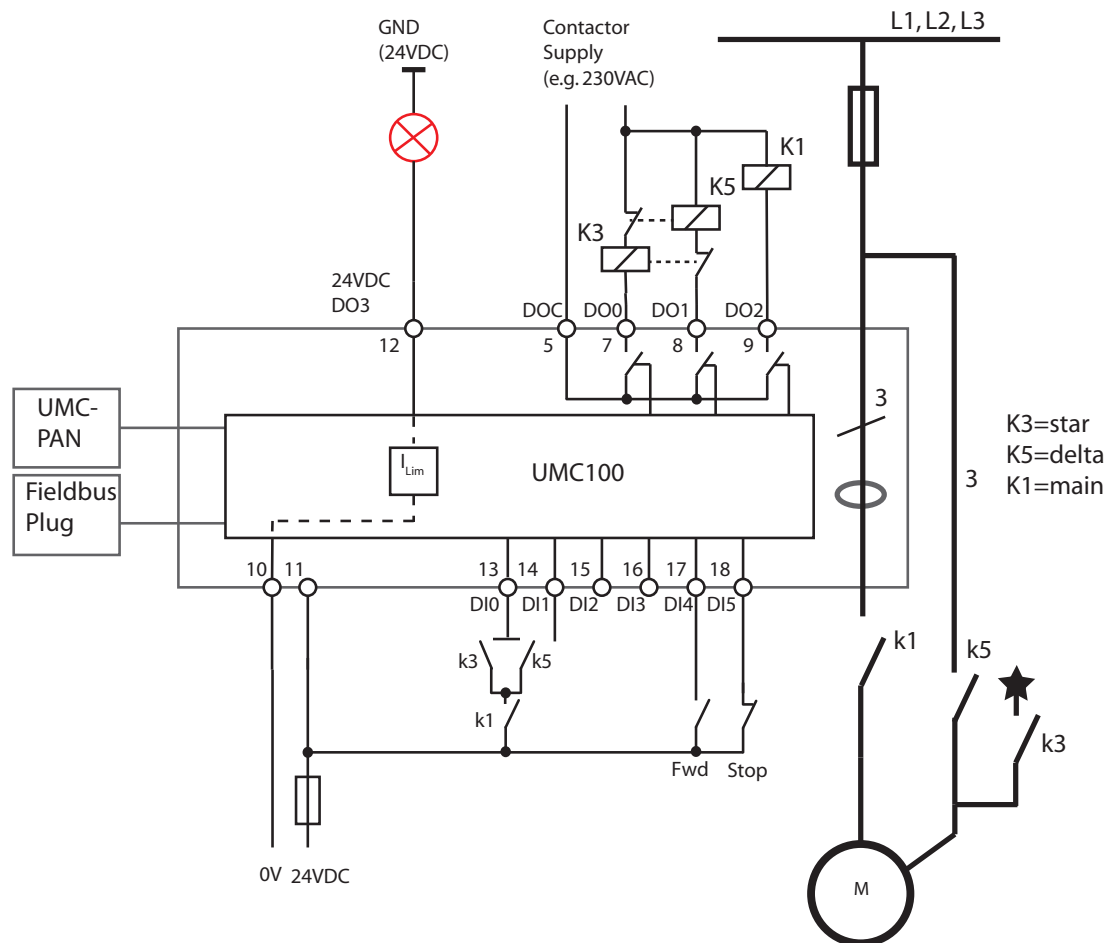 GND
(24VDC)
Contactor
Supply
(e.g. 230VAC)
L1, L2, L3
K1
K5
K3
24VDC
DO3
DOC
DO0
DO1
DO2
12
5
7
8
9
UMC-
PAN
Fieldbus
Plug
I Lim
UMC100
3
3
K3=star
K5=delta
K1=main
10
11
13
14
15
16
17
18
DI0
DI1
DI2
DI3
DI4
DI5
k3
k5
k1
Fwd
Stop
0V
24VDC
k1
k5
k3
M